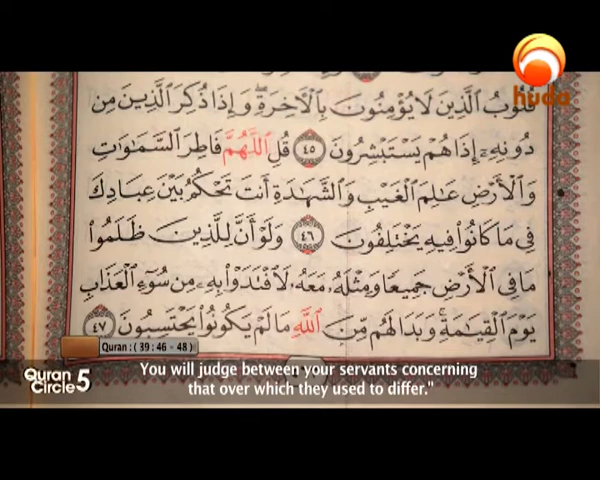 huda
قُلُوبُ الَّذِينَ لَا يُؤْمِنُونَ بِالْآخِرَةِ ۖ وَإِذَا ذُكِرَ الَّذِينَ مِن
دُونِهِۦٓ إِذَا هُمْ يَسْتَبْشِرُونَ ٤٥ قُلِ اللَّهُمَّ فَاطِرَ السَّمَاوَاتِ
وَالْأَرْضِ عَالِمَ الْغَيْبِ وَالشَّهَادَةِ أَنتَ تَحْكُمُ بَيْنَ عِبَادِكَ
فِي مَا كَانُوا فِيهِ يَخْتَلِفُونَ ٤٦ وَلَوْ أَنَّ لِلَّذِينَ ظَلَمُوا
مَا فِي الْأَرْضِ جَمِيعًا وَمِثْلَهُۥ مَعَهُۥ لَافْتَدَوْا بِهِۦ مِن سُوٓءِ الْعَذَابِ
يَوْمَ الْقِيَامَةِ ۚ وَبَدَا لَهُم مِّنَ اللَّهِ مَا لَمْ يَكُونُوا يَحْتَسِبُونَ ٤٧
Quran : ( 39 : 46 - 48 )
Quran Circle 5
You will judge between your servants concerning
that over which they used to differ."